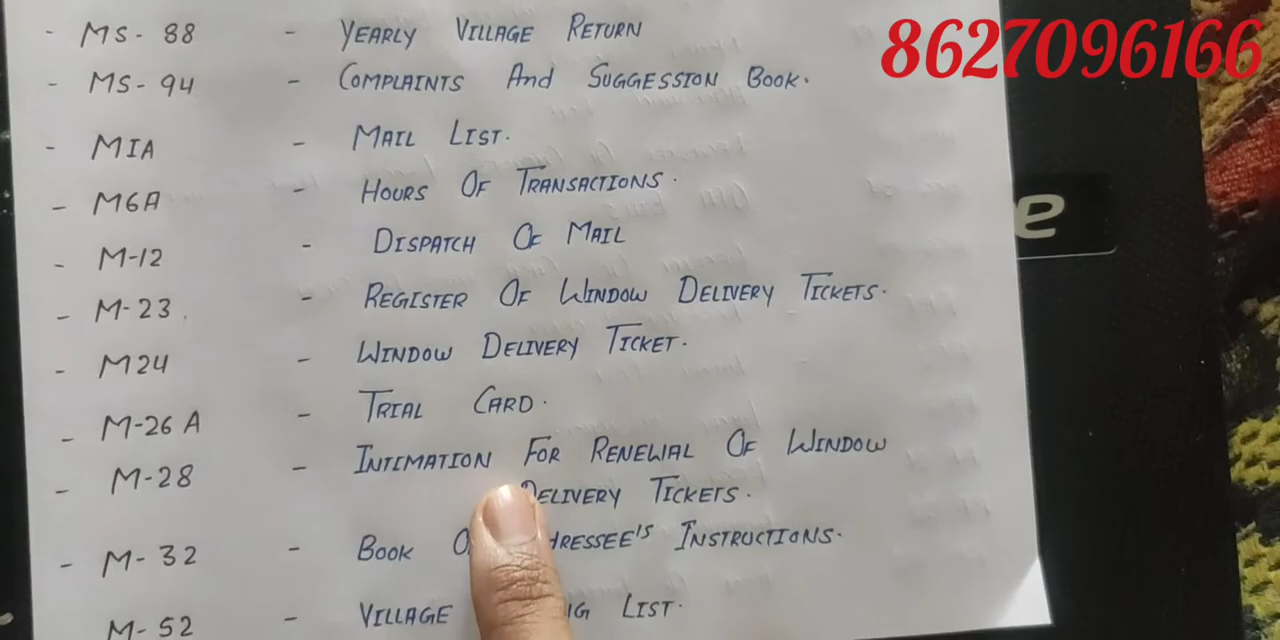 8627096166
- MS-88 - YEARLY VILLAGE RETURN
- MS-94 - COMPLAINTS And SUGGESSION BOOK.
- MIA - MAIL LIST.
- M6A - HOURS OF TRANSACTIONS.
- M-12 - DISPATCH OF MAIL
- M-23. - REGISTER OF WINDOW DELIVERY TICKETS.
- M24 - WINDOW DELIVERY TICKET.
- M-26 A - TRIAL CARD.
- M-28 - INTIMATION FOR RENEWAL OF WINDOW
DELIVERY TICKETS.
- M-32 - BOOK INSTRUCTIONS.
M-52 - VILLAGE LIST.